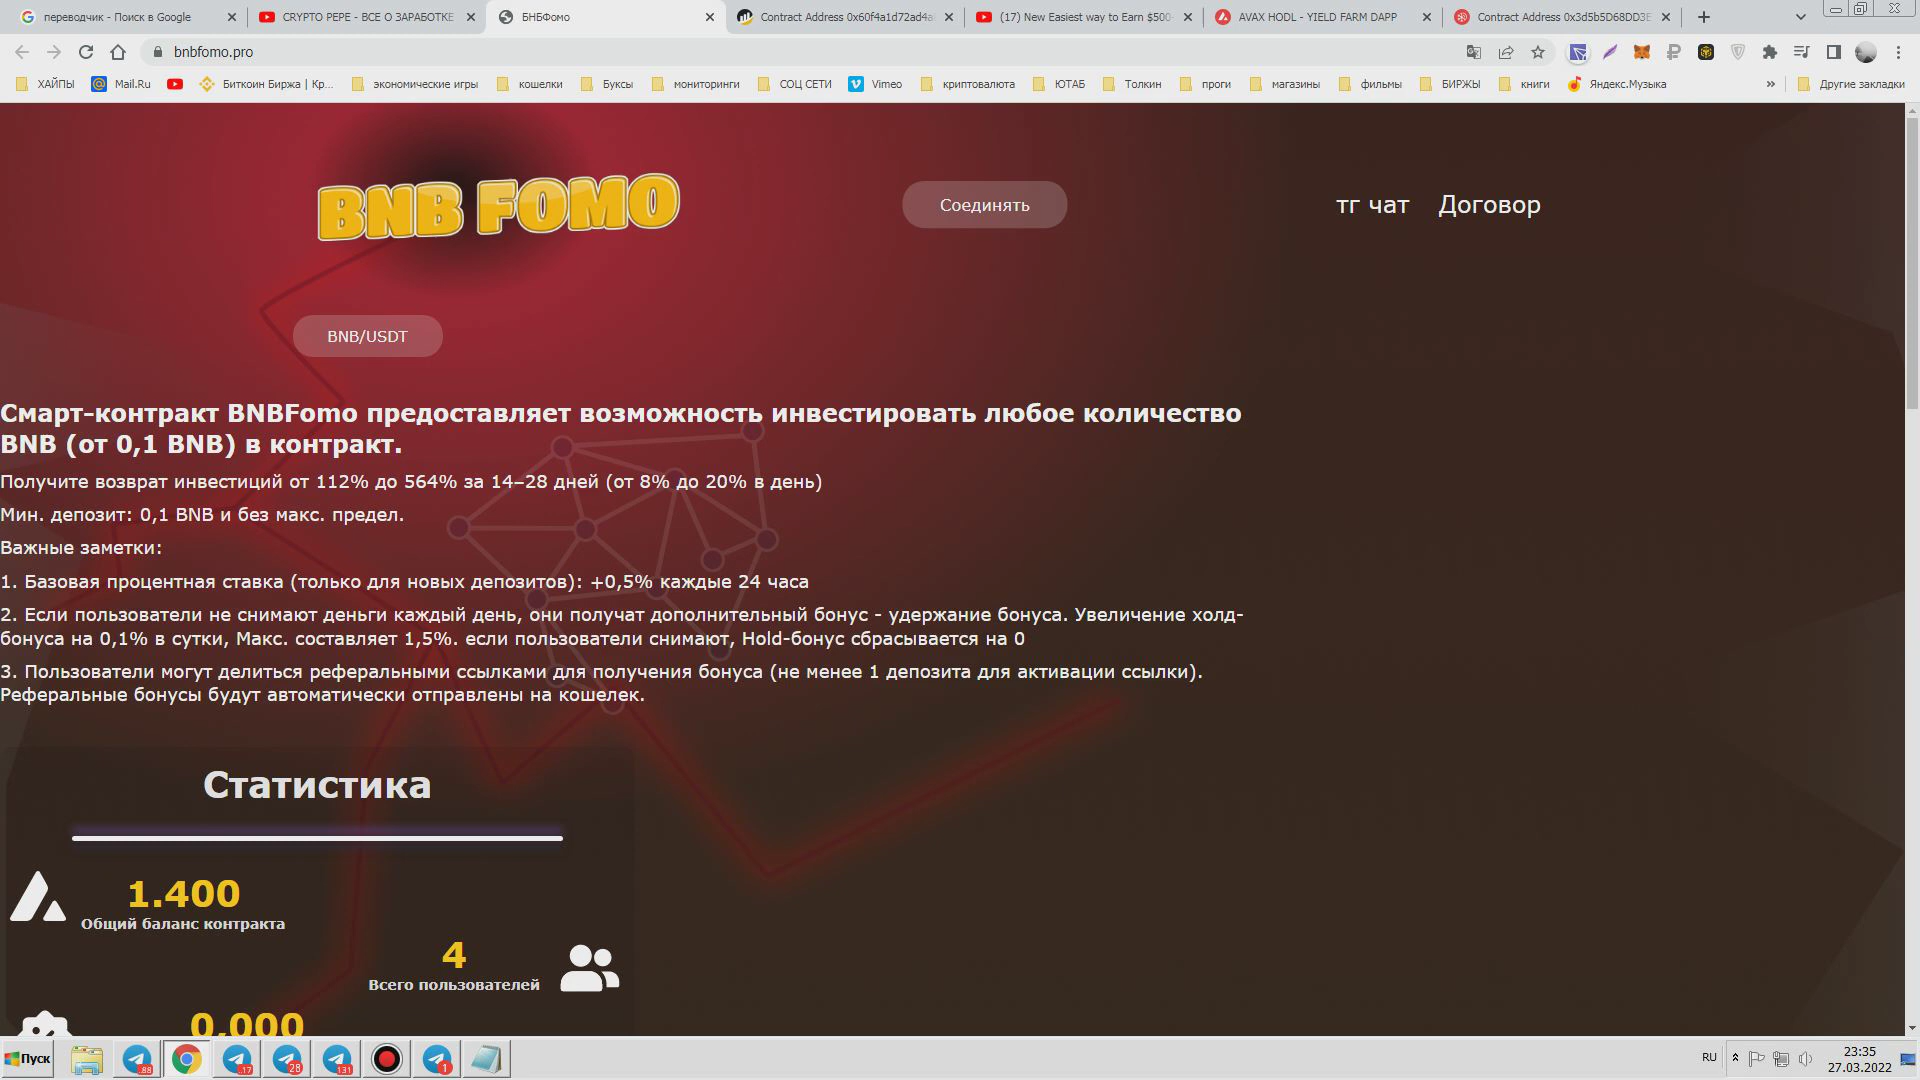 переводчик - Поиск в Google
CRYPTO PEPE - ВСЕ О ЗАРАБОТКЕ
БНБФомо
Contract Address 0x60f4a1d72ad4a
(17) New Easiest way to Earn $500
AVAX HODL - YIELD FARM DAPP
Contract Address 0x3d5b5D68DD3E
bnbfomo.pro
ХАЙПЫ
Mail.Ru
Биткоин Биржа | Кр...
экономические игры
кошелки
Буксы
мониторинги
СОЦ СЕТИ
Vimeo
криптовалюта
ЮТАБ
Толкин
проги
магазины
фильмы
БИРЖЫ
книги
Яндекс.Музыка
»
Другие закладки
BNB FOMO
Соединять
тг чат
Договор
BNB/USDT
Смарт-контракт BNBFomo предоставляет возможность инвестировать любое количество
BNB (от 0,1 BNB) в контракт.
Получите возврат инвестиций от 112% до 564% за 14–28 дней (от 8% до 20% в день)
Мин. депозит: 0,1 BNB и без макс. предел.
Важные заметки:
1. Базовая процентная ставка (только для новых депозитов): +0,5% каждые 24 часа
2. Если пользователи не снимают деньги каждый день, они получат дополнительный бонус - удержание бонуса. Увеличение холд-
бонуса на 0,1% в сутки, Макс. составляет 1,5%. если пользователи снимают, Hold-бонус сбрасывается на 0
3. Пользователи могут делиться реферальными ссылками для получения бонуса (не менее 1 депозита для активации ссылки).
Реферальные бонусы будут автоматически отправлены на кошелек.
Статистика
1.400
Общий баланс контракта
4
Всего пользователей
0,000
Пуск
88
17
28
131
1
RU
23:35
27.03.2022